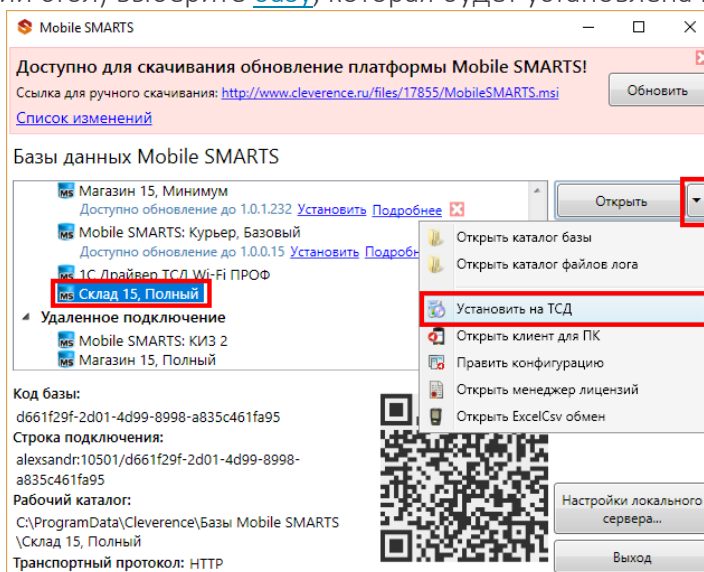 базу, которая будет установлена
Mobile SMARTS
Доступно для скачивания обновление платформы Mobile SMARTS!
Ссылка для ручного скачивания: http://www.cleverence.ru/files/17855/MobileSMARTS.msi
Обновить
Список изменений
Базы данных Mobile SMARTS
Магазин 15, Минимум
Доступно обновление до 1.0.1.232 Установить Подробнее
Mobile SMARTS: Курьер, Базовый
Доступно обновление до 1.0.0.15 Установить Подробн
1С Драйвер ТСД Wi-Fi ПРОФ
Склад 15, Полный
Удаленное подключение
Mobile SMARTS: КИЗ 2
Магазин 15, Полный
Открыть
Открыть каталог базы
Открыть каталог файлов лога
Установить на ТСД
Открыть клиент для ПК
Править конфигурацию
Открыть менеджер лицензий
Открыть ExcelCsv обмен
Код базы:
d661f29f-2d01-4d99-8998-a835c461fa95
Строка подключения:
alexsandr:10501/d661f29f-2d01-4d99-8998-
a835c461fa95
Рабочий каталог:
C:\ProgramData\Cleverence\Базы Mobile SMARTS
\Склад 15, Полный
Транспортный протокол: HTTP
Настройки локального
сервера...
Выход